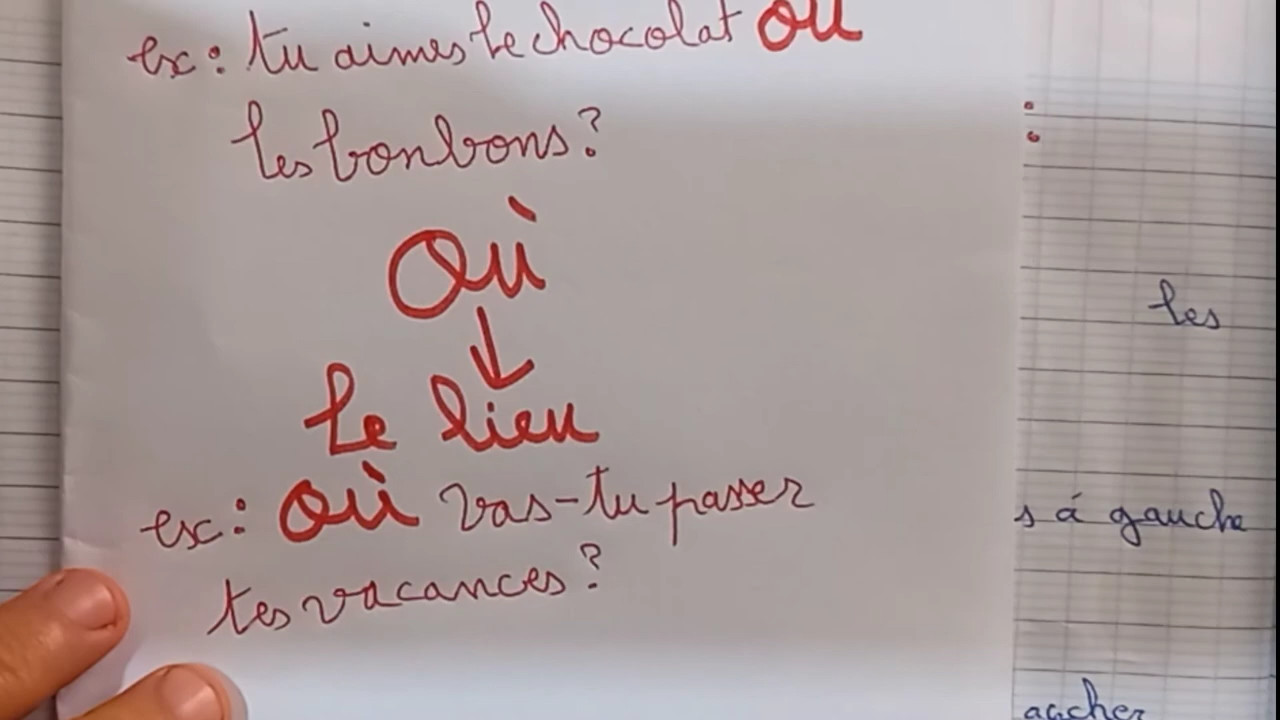 ex: tu aimes le chocolat ou
les bonbons?
où
↓
le lieu
ex: où vas-tu passer
tes vacances?
:
les
s á gauche